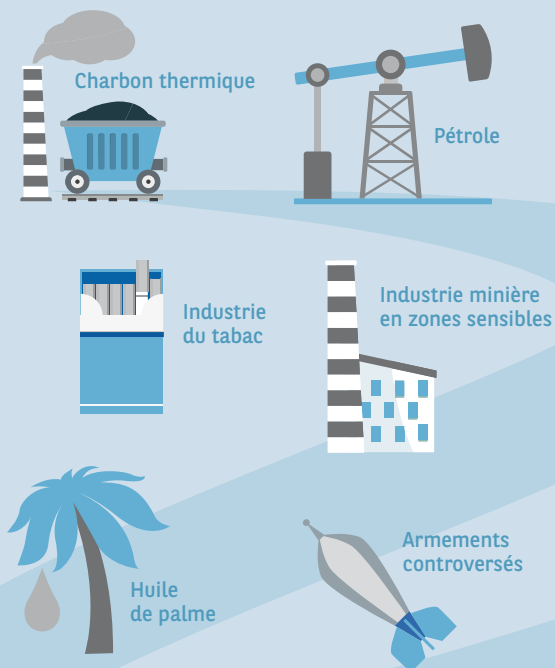 Charbon thermique
Pétrole
Industrie
du tabac
Industrie minière
en zones sensibles
Huile
de palme
Armements
controversés